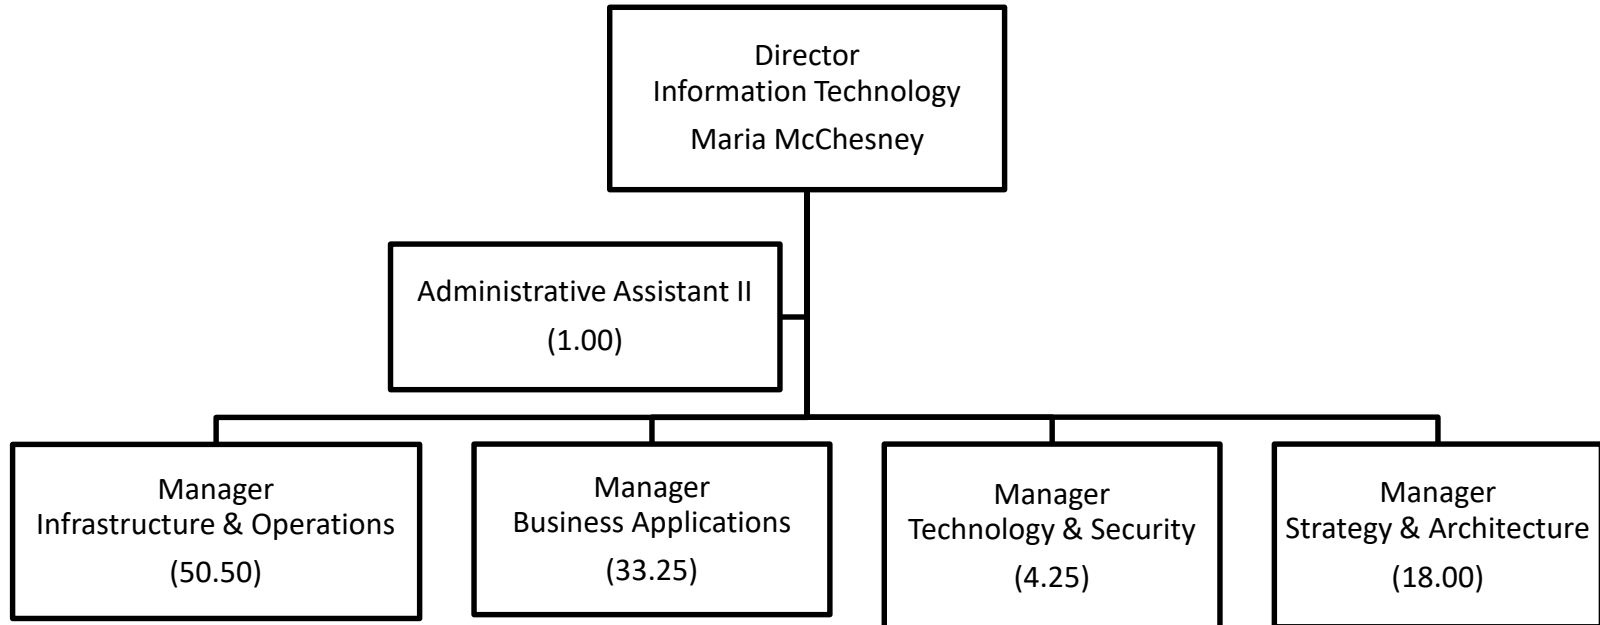 Director
Information Technology
Maria McChesney
Administrative Assistant II
(1.00)
Manager
Infrastructure & Operations
(50.50)
Manager
Business Applications
(33.25)
Manager
Technology & Security
(4.25)
Manager
Strategy & Architecture
(18.00)